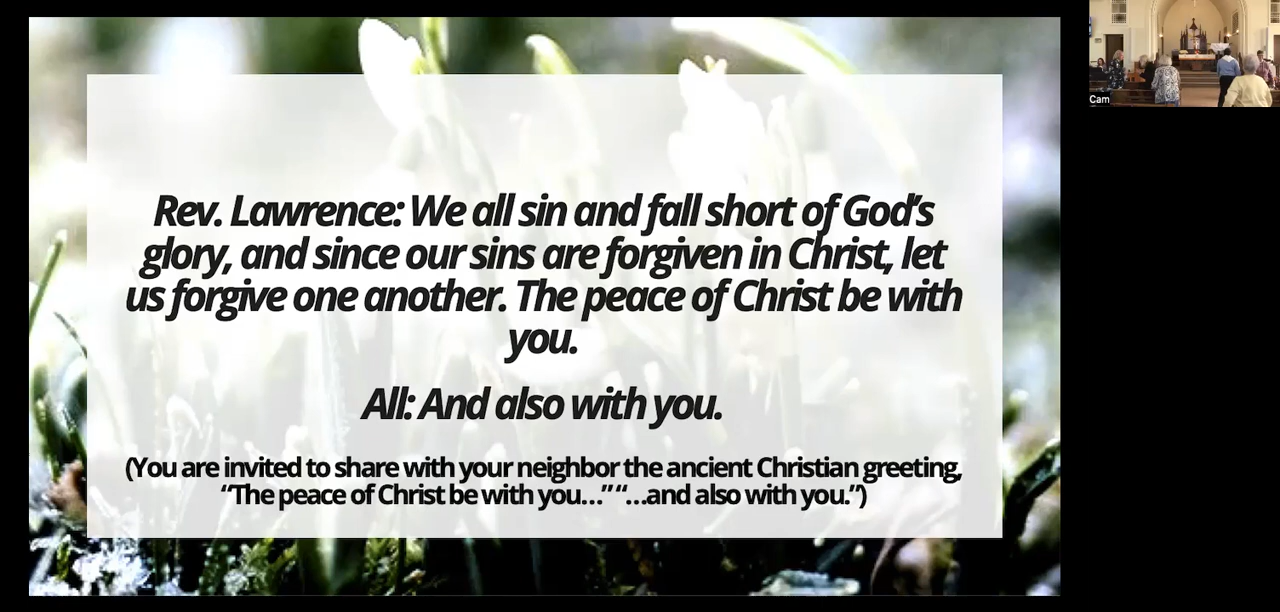 Rev. Lawrence: We all sin and fall short of God’s
glory, and since our sins are forgiven in Christ, let
us forgive one another. The peace of Christ be with
you.
All: And also with you.
(You are invited to share with your neighbor the ancient Christian greeting,
“The peace of Christ be with you…” “…and also with you.”)
Cam